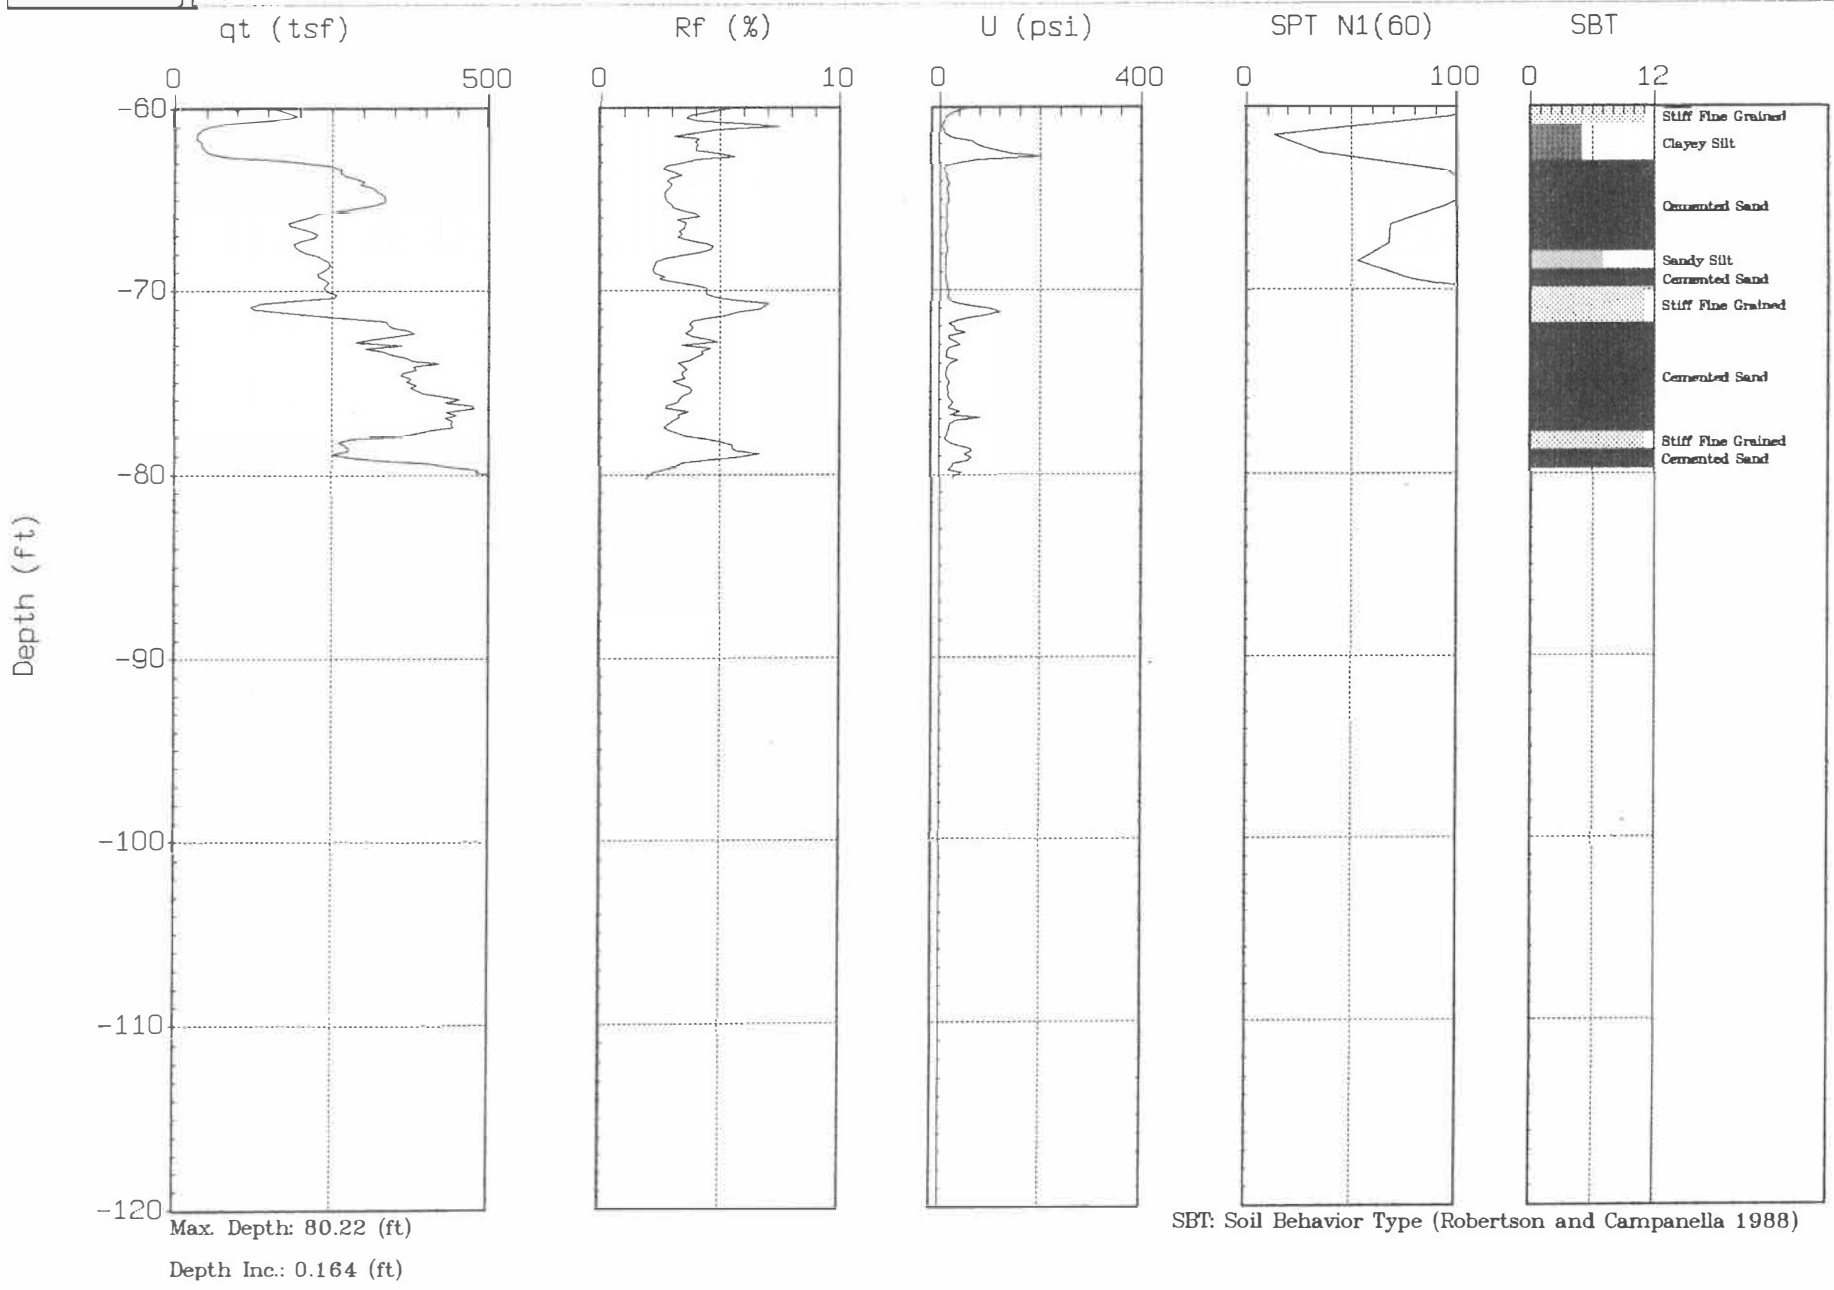 qt (tsf) Rf (%) U (psi) SPT N1(60) SBT
0 500 0 10 0 400 0 100 0 12
-60
Stiff Fine Grained
Clayey Silt
Cemented Sand
Sandy Silt
Cemented Sand
-70
Stiff Fine Grained
Cemented Sand
Stiff Fine Grained
Cemented Sand
-80
Depth (ft)
-90
-100
-110
-120
Max. Depth: 80.22 (ft)
SBT: Soil Behavior Type (Robertson and Campanella 1988)
Depth Inc.: 0.164 (ft)